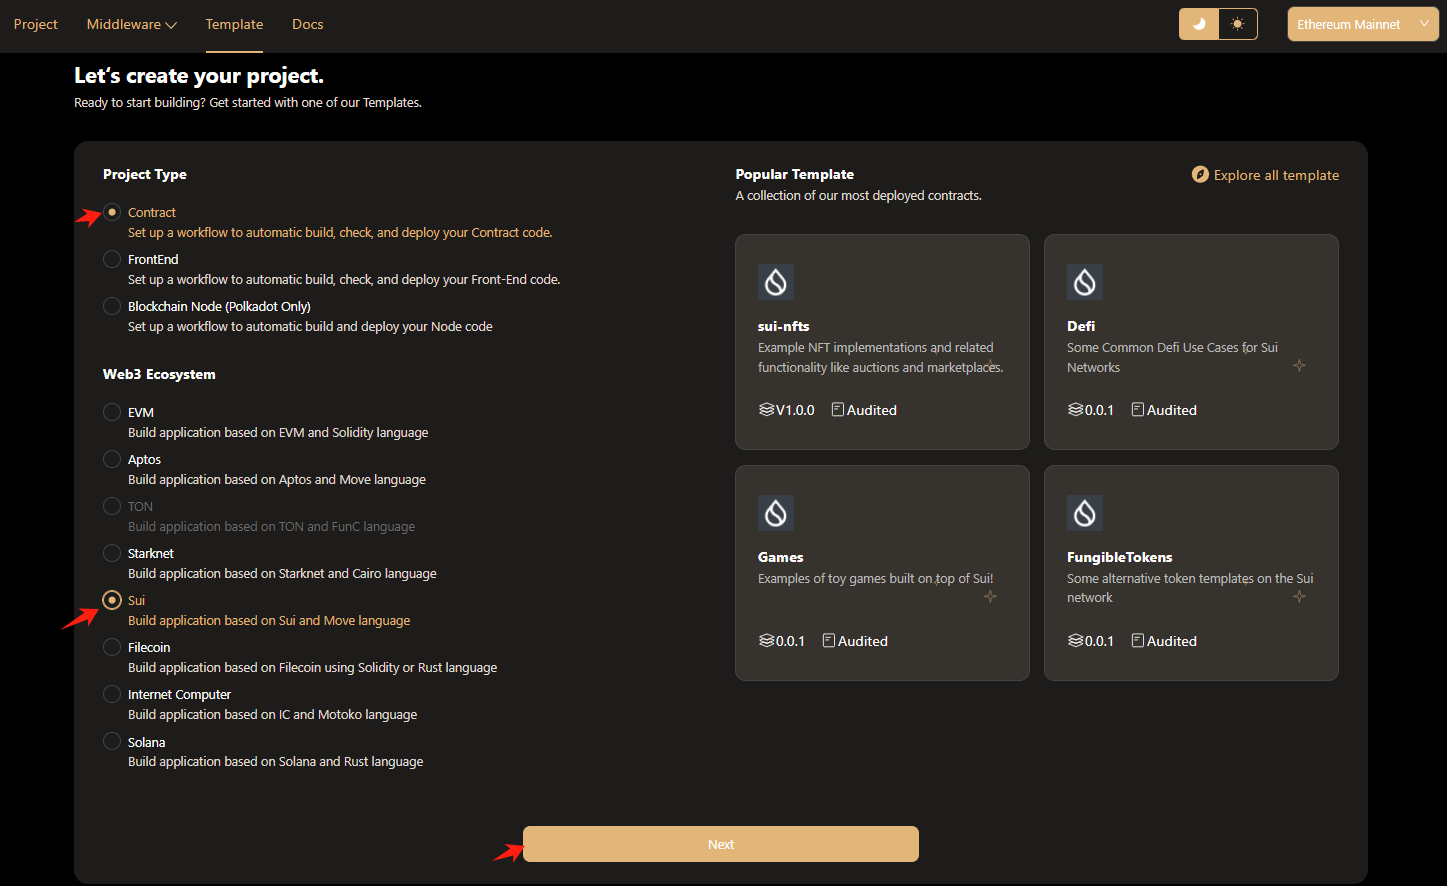 Project
Middleware
Template
Docs
Ethereum Mainnet
Let‘s create your project.
Ready to start building? Get started with one of our Templates.
Project Type
Contract
Set up a workflow to automatic build, check, and deploy your Contract code.
FrontEnd
Set up a workflow to automatic build, check, and deploy your Front-End code.
Blockchain Node (Polkadot Only)
Set up a workflow to automatic build and deploy your Node code
Web3 Ecosystem
EVM
Build application based on EVM and Solidity language
Aptos
Build application based on Aptos and Move language
TON
Build application based on TON and FunC language
Starknet
Build application based on Starknet and Cairo language
Sui
Build application based on Sui and Move language
Filecoin
Build application based on Filecoin using Solidity or Rust language
Internet Computer
Build application based on IC and Motoko language
Solana
Build application based on Solana and Rust language
Popular Template
A collection of our most deployed contracts.
Explore all template
sui-nfts
Example NFT implementations and related
functionality like auctions and marketplaces.
V1.0.0
Audited
Defi
Some Common Defi Use Cases for Sui
Networks
0.0.1
Audited
Games
Examples of toy games built on top of Sui!
0.0.1
Audited
FungibleTokens
Some alternative token templates on the Sui
network
0.0.1
Audited
Next